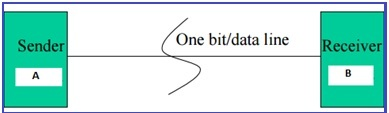 One bit/data line
Sender
Receiver
A
B